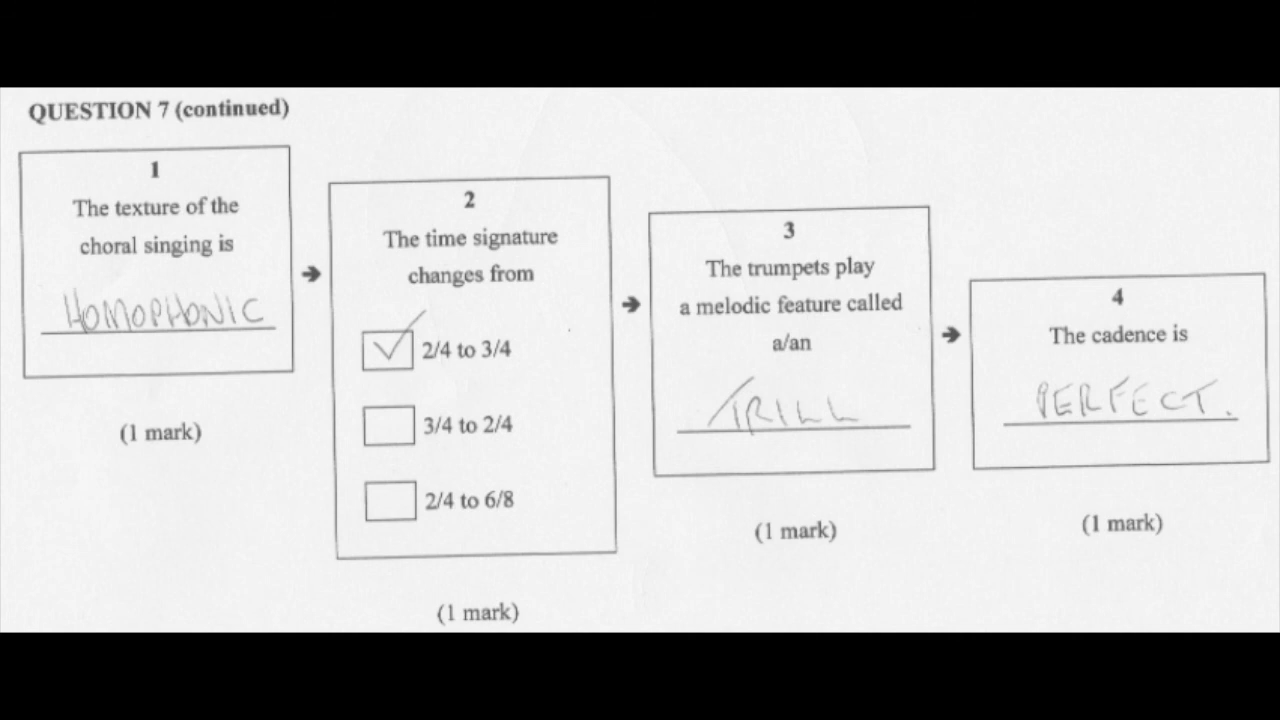 QUESTION 7 (continued)
1
The texture of the
choral singing is
HOMOPHONIC
(1 mark)
2
The time signature
changes from
2/4 to 3/4
3/4 to 2/4
2/4 to 6/8
(1 mark)
3
The trumpets play
a melodic feature called
a/an
TRILL
(1 mark)
4
The cadence is
PERFECT.
(1 mark)